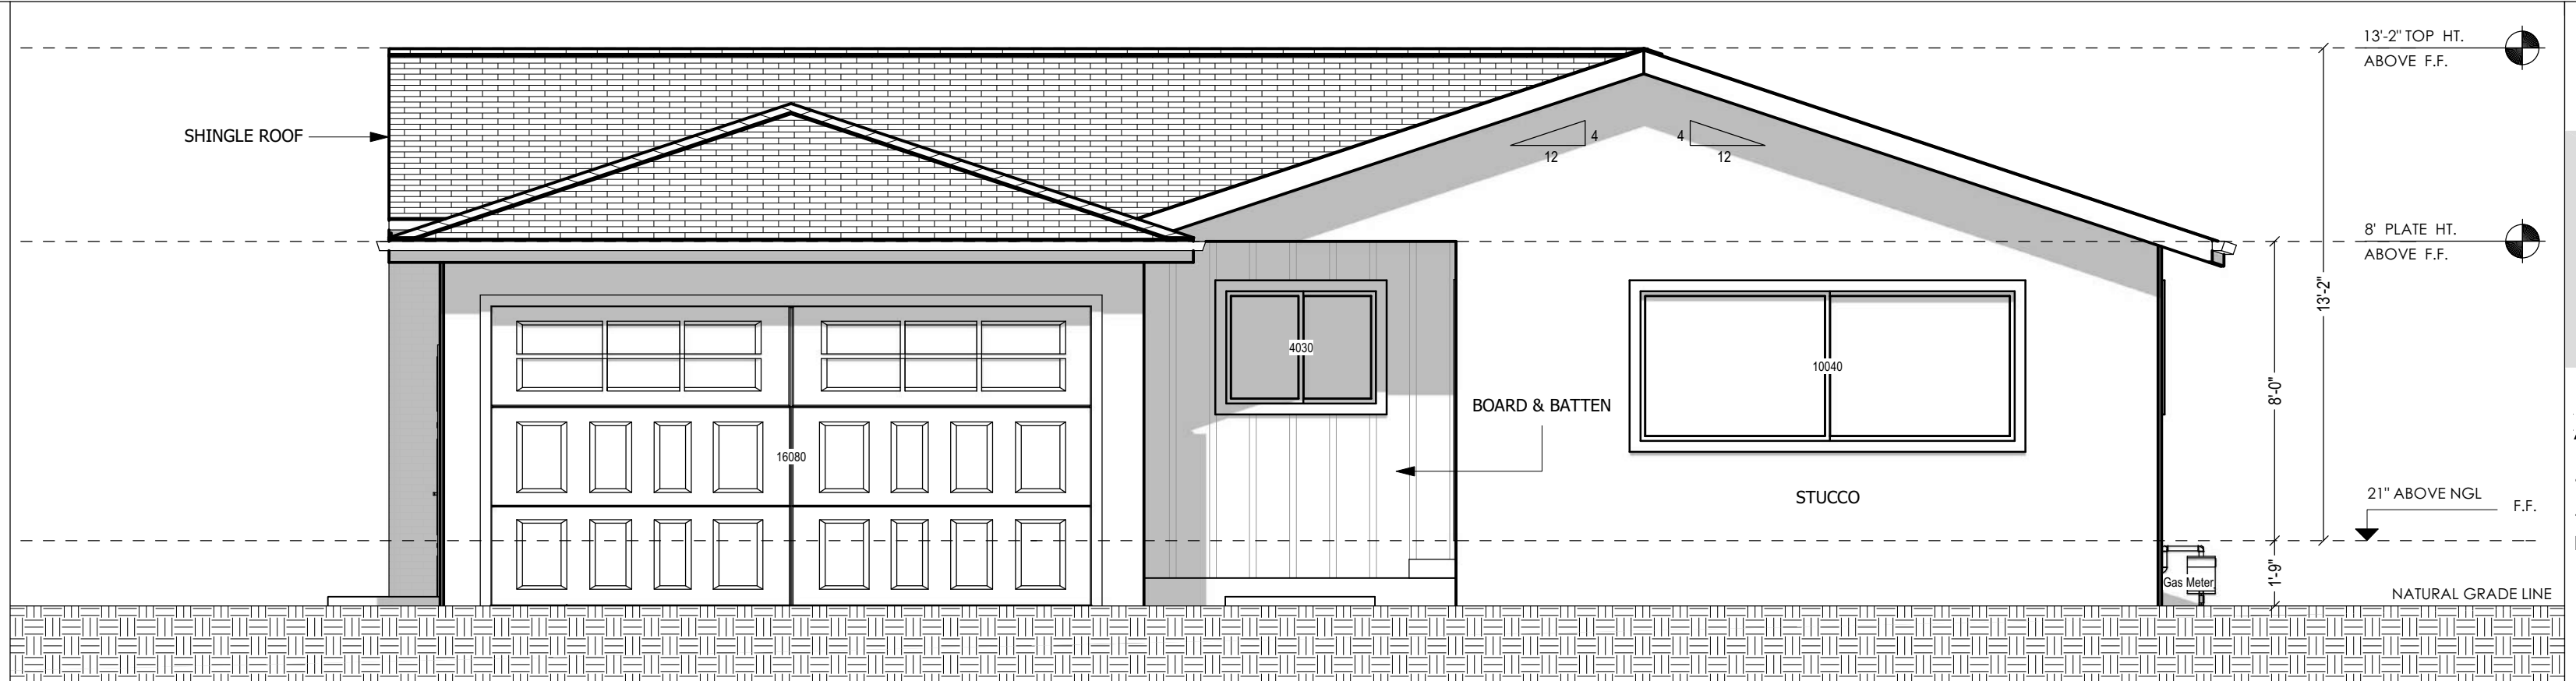 13'-2" TOP HT.
ABOVE F.F.
SHINGLE ROOF
4
12
4
12
8' PLATE HT.
ABOVE F.F.
13'-2"
4030
10040
8'-0"
BOARD & BATTEN
16080
STUCCO
21" ABOVE NGL
F.F.
Gas Meter
1'-9"
NATURAL GRADE LINE